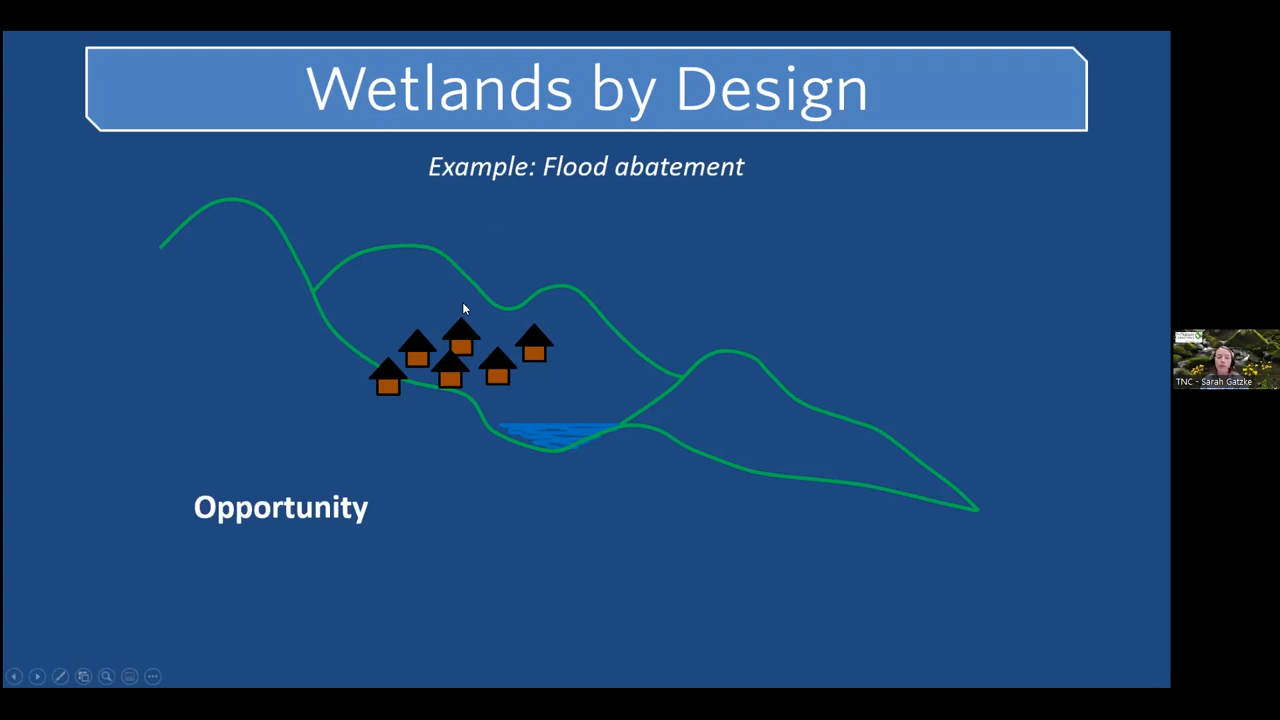 Wetlands by Design
Example: Flood abatement
Opportunity
TNC - Sarah Gatzke